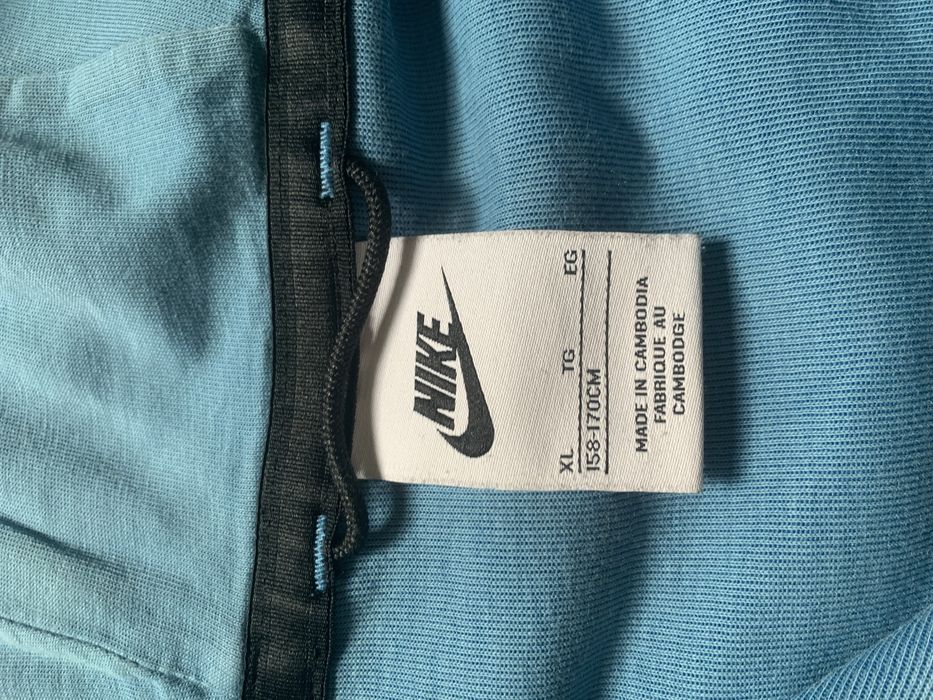 NIKE
XL TG EG
158-170CM
MADE IN CAMBODIA
FABRIQUE AU
CAMBODGE